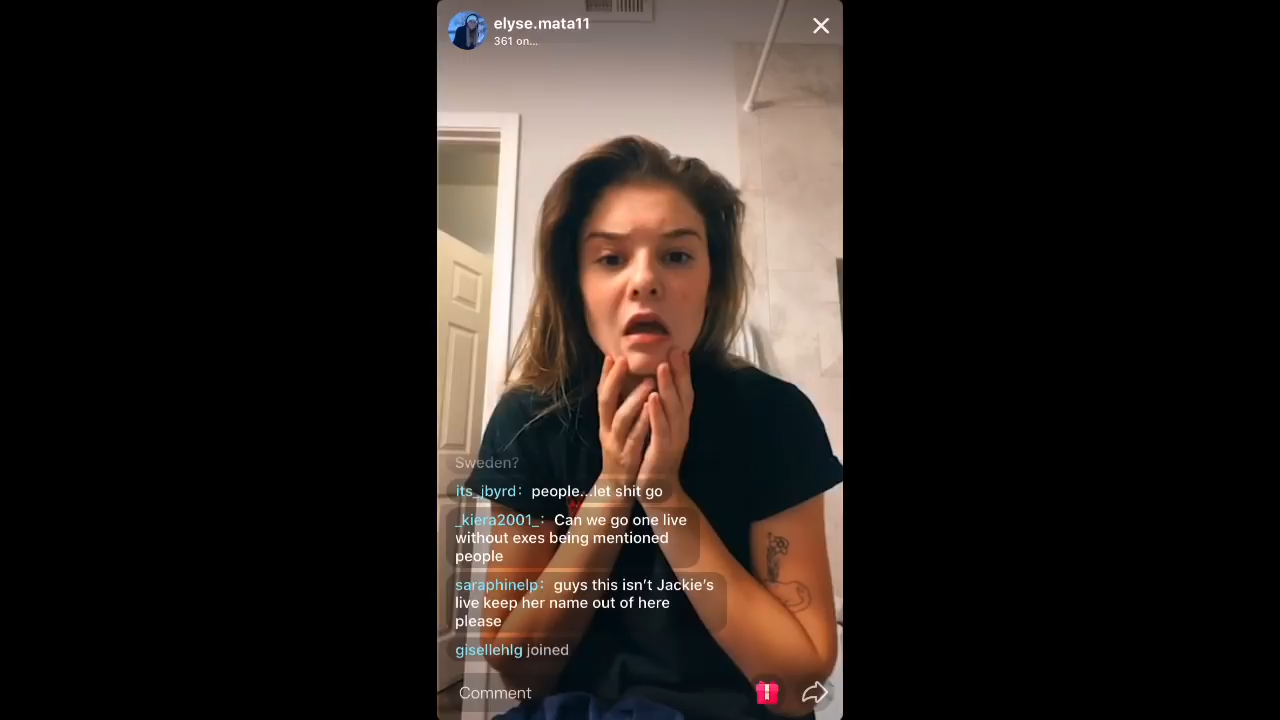 elyse.mata11
361 on...
Sweden?
its_jbyrd: people...let shit go
_kiera2001_: Can we go one live
without exes being mentioned
people
saraphinelp: guys this isn't Jackie's
live keep her name out of here
please
gisellehlg joined
Comment